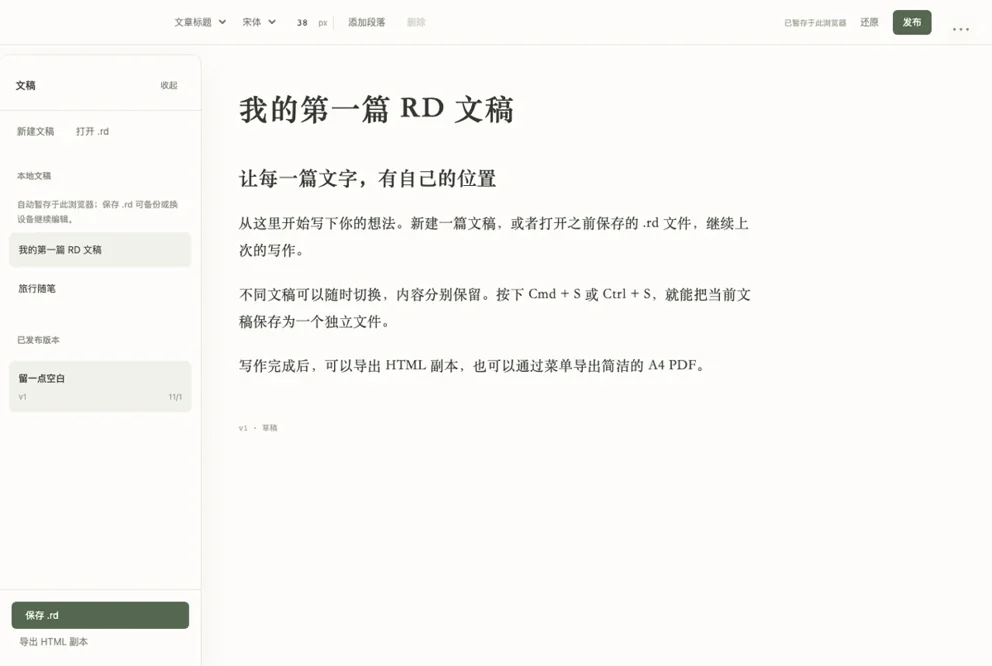 文章标题 宋体 38 px 添加段落 删除 已暂存于此浏览器 还原 发布 ...
文稿 收起
新建文稿 打开 .rd
本地文稿
自动暂存于此浏览器；保存 .rd 可备份或换
设备继续编辑。
我的第一篇 RD 文稿
旅行随笔
已发布版本
留一点空白
v1 11/1
保存 .rd
导出 HTML 副本
我的第一篇 RD 文稿
让每一篇文字，有自己的位置
从这里开始写下你的想法。新建一篇文稿，或者打开之前保存的 .rd 文件，继续上
次的写作。
不同文稿可以随时切换，内容分别保留。按下 Cmd + S 或 Ctrl + S，就能把当前文
稿保存为一个独立文件。
写作完成后，可以导出 HTML 副本，也可以通过菜单导出简洁的 A4 PDF。
v1 · 草稿